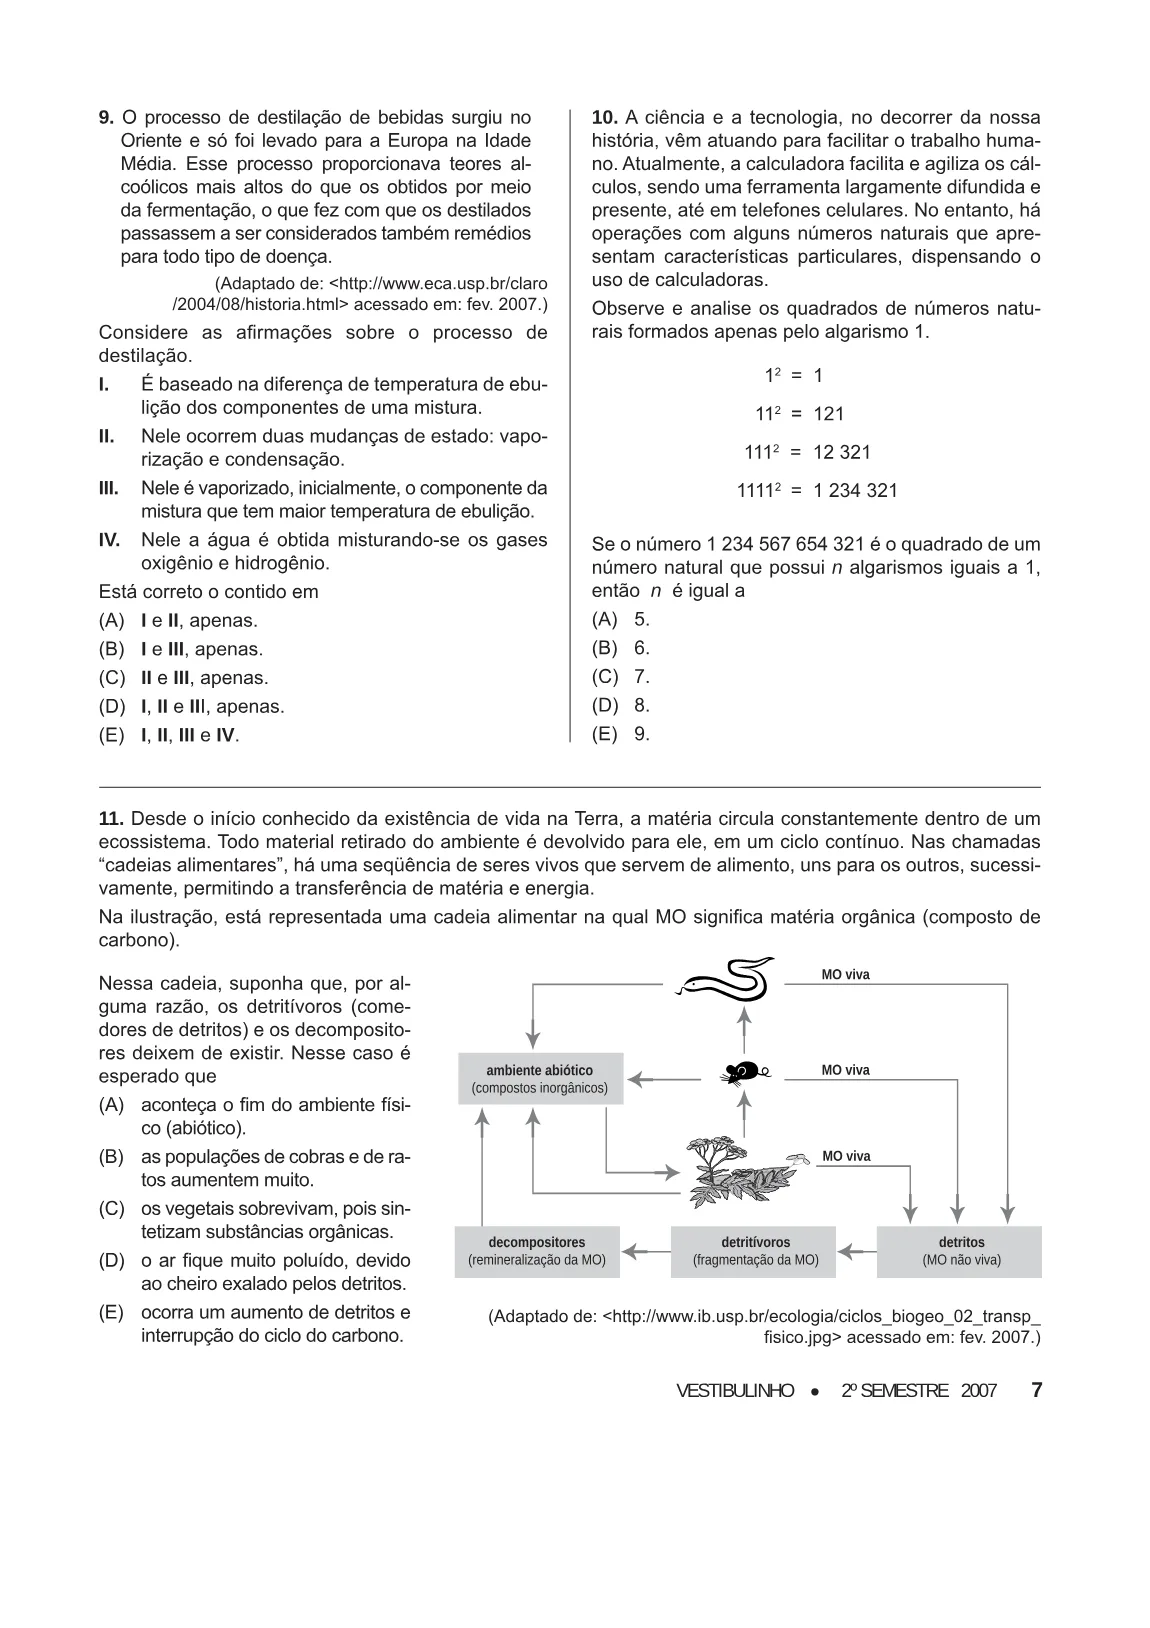 9. O processo de destilação de bebidas surgiu no
Oriente e só foi levado para a Europa na Idade
Média. Esse processo proporcionava teores al-
coólicos mais altos do que os obtidos por meio
da fermentação, o que fez com que os destilados
passassem a ser considerados também remédios
para todo tipo de doença.
(Adaptado de: <http://www.eca.usp.br/claro
/2004/08/historia.html> acessado em: fev. 2007.)
Considere as afirmações sobre o processo de
destilação.
I. É baseado na diferença de temperatura de ebu-
lição dos componentes de uma mistura.
II. Nele ocorrem duas mudanças de estado: vapo-
rização e condensação.
III. Nele é vaporizado, inicialmente, o componente da
mistura que tem maior temperatura de ebulição.
IV. Nele a água é obtida misturando-se os gases
oxigênio e hidrogênio.
Está correto o contido em
(A) I e II, apenas.
(B) I e III, apenas.
(C) II e III, apenas.
(D) I, II e III, apenas.
(E) I, II, III e IV.
10. A ciência e a tecnologia, no decorrer da nossa
história, vêm atuando para facilitar o trabalho huma-
no. Atualmente, a calculadora facilita e agiliza os cál-
culos, sendo uma ferramenta largamente difundida e
presente, até em telefones celulares. No entanto, há
operações com alguns números naturais que apre-
sentam características particulares, dispensando o
uso de calculadoras.
Observe e analise os quadrados de números natu-
rais formados apenas pelo algarismo 1.
1² = 1
11² = 121
111² = 12 321
1111² = 1 234 321
Se o número 1 234 567 654 321 é o quadrado de um
número natural que possui n algarismos iguais a 1,
então n é igual a
(A) 5.
(B) 6.
(C) 7.
(D) 8.
(E) 9.
11. Desde o início conhecido da existência de vida na Terra, a matéria circula constantemente dentro de um
ecossistema. Todo material retirado do ambiente é devolvido para ele, em um ciclo contínuo. Nas chamadas
“cadeias alimentares”, há uma seqüência de seres vivos que servem de alimento, uns para os outros, sucessi-
vamente, permitindo a transferência de matéria e energia.
Na ilustração, está representada uma cadeia alimentar na qual MO significa matéria orgânica (composto de
carbono).
Nessa cadeia, suponha que, por al-
guma razão, os detritívoros (come-
dores de detritos) e os decomposito-
res deixem de existir. Nesse caso é
esperado que
(A) aconteça o fim do ambiente físi-
co (abiótico).
(B) as populações de cobras e de ra-
tos aumentem muito.
(C) os vegetais sobrevivam, pois sin-
tetizam substâncias orgânicas.
(D) o ar fique muito poluído, devido
ao cheiro exalado pelos detritos.
(E) ocorra um aumento de detritos e
interrupção do ciclo do carbono.
MO viva
ambiente abiótico
(compostos inorgânicos)
MO viva
MO viva
decompositores
(remineralização da MO)
detritívoros
(fragmentação da MO)
detritos
(MO não viva)
(Adaptado de: <http://www.ib.usp.br/ecologia/ciclos_biogeo_02_transp_
fisico.jpg> acessado em: fev. 2007.)
VESTIBULINHO • 2º SEMESTRE 2007 7